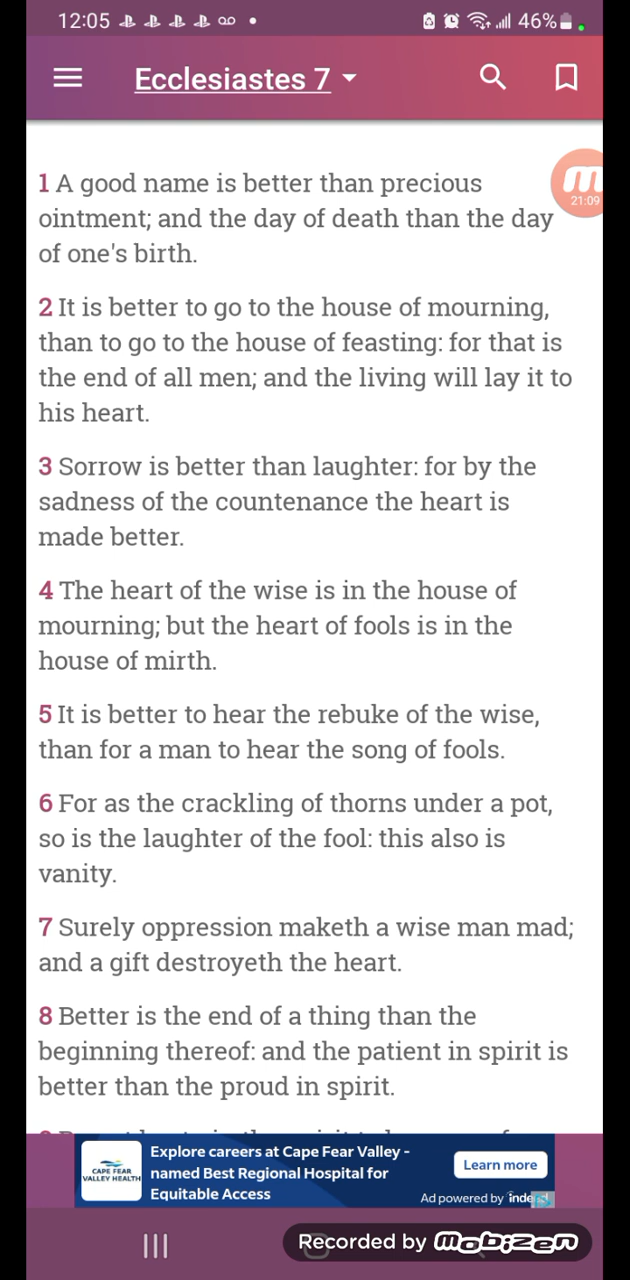 12:05
46%
Ecclesiastes 7
1 A good name is better than precious
ointment; and the day of death than the day
of one's birth.
21:09
2 It is better to go to the house of mourning,
than to go to the house of feasting: for that is
the end of all men; and the living will lay it to
his heart.
3 Sorrow is better than laughter: for by the
sadness of the countenance the heart is
made better.
4 The heart of the wise is in the house of
mourning; but the heart of fools is in the
house of mirth.
5 It is better to hear the rebuke of the wise,
than for a man to hear the song of fools.
6 For as the crackling of thorns under a pot,
so is the laughter of the fool: this also is
vanity.
7 Surely oppression maketh a wise man mad;
and a gift destroyeth the heart.
8 Better is the end of a thing than the
beginning thereof: and the patient in spirit is
better than the proud in spirit.
CAPE FEAR
VALLEY HEALTH
Explore careers at Cape Fear Valley -
named Best Regional Hospital for
Equitable Access
Learn more
Ad powered by
Recorded by mobizen